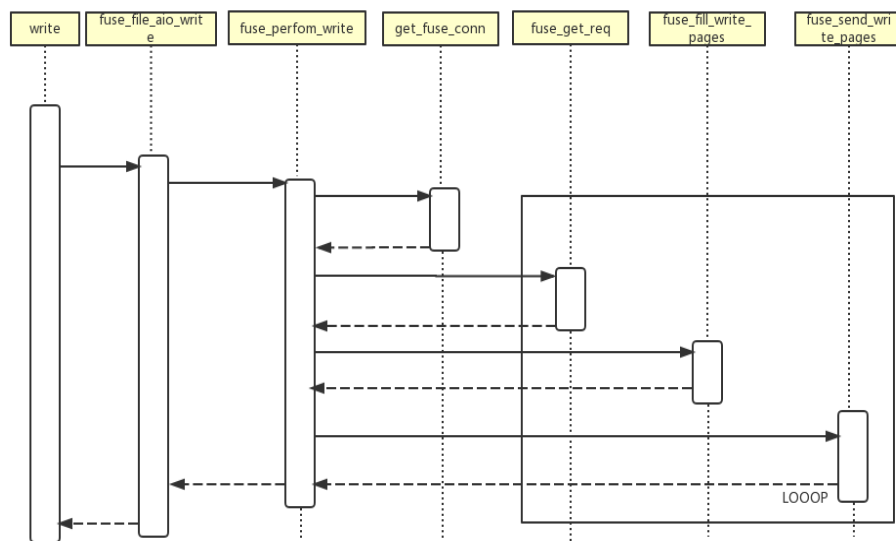 write
fuse_file_aio_writ
e
fuse_perfom_write
get_fuse_conn
fuse_get_req
fuse_fill_write_
pages
fuse_send_wri
te_pages
LOOOP